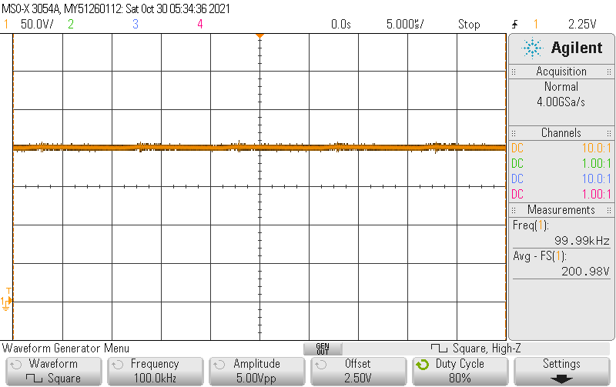 MSO-X 3054A, MY51260112: Sat Oct 30 05:34:36 2021
1 50.0V/ 2 3 4 0.0s 5.000%/ Stop 1 2.25V
Agilent
Acquisition
Normal
4.00GSa/s
Channels
DC 10.0:1
DC 1.00:1
DC 10.0:1
DC 1.00:1
Measurements
Freq(1):
99.99kHz
Avg - FS(1):
200.98V
T
1
Waveform Generator Menu GEN OUT Square, High-Z
Waveform Frequency Amplitude Offset Duty Cycle Settings
Square 100.0kHz 5.00Vpp 2.50V 80%